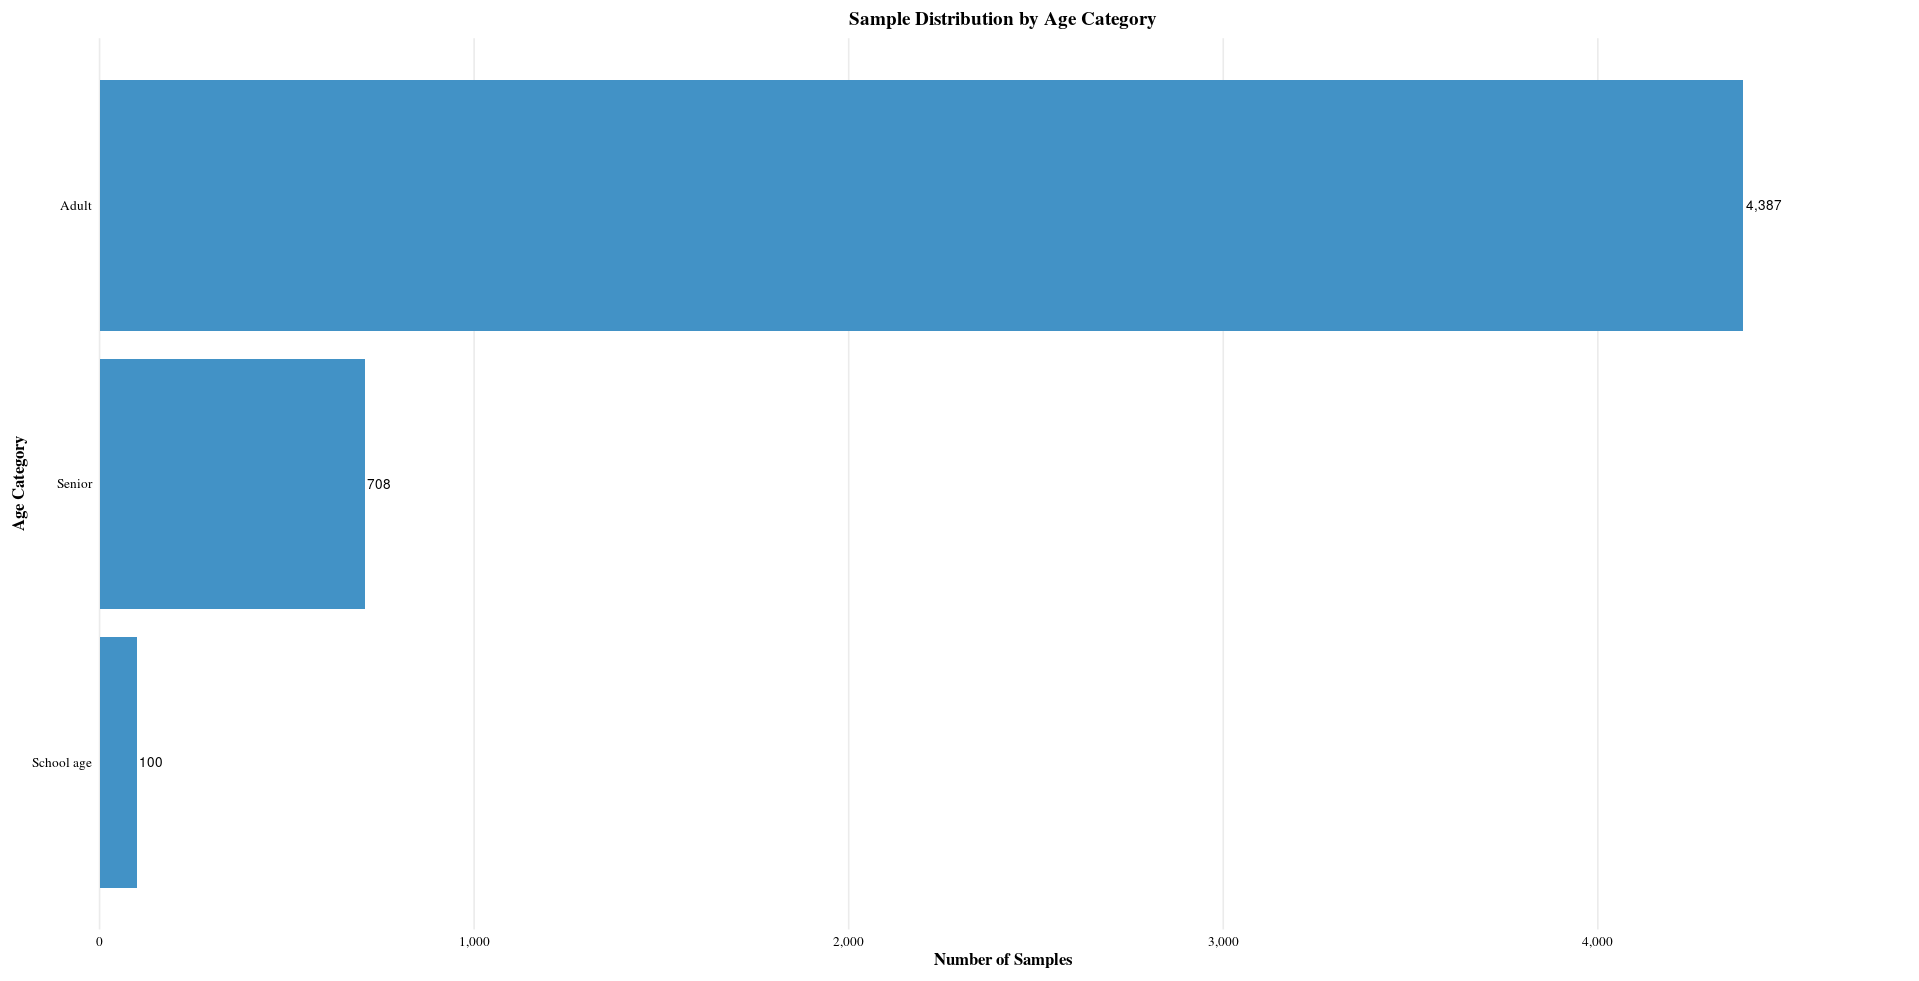 Sample Distribution by Age Category
Adult
4,387
Senior
708
Age Category
School age
100
0
1,000
2,000
3,000
4,000
Number of Samples